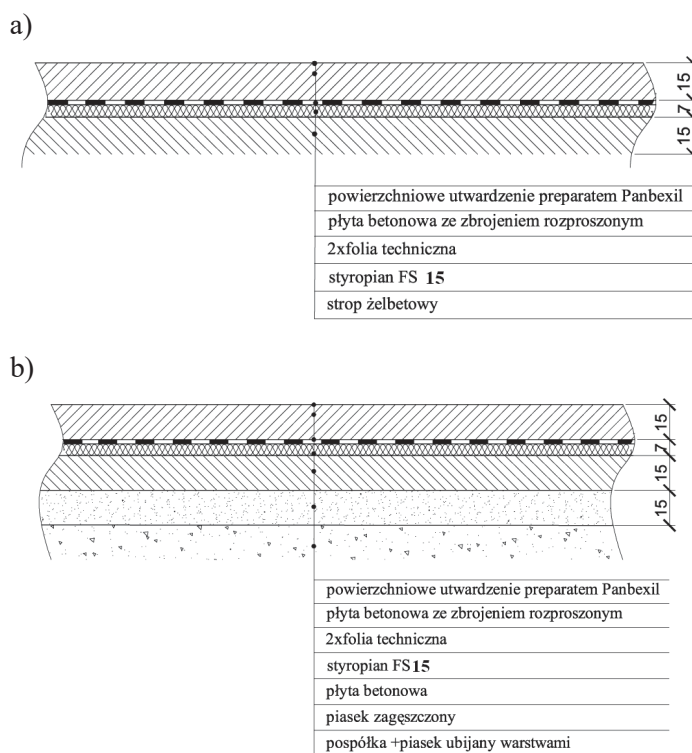 a)
15
7
15
powierzchniowe utwardzenie preparatem Panbexil
płyta betonowa ze zbrojeniem rozproszonym
2xfolia techniczna
styropian FS 15
strop żelbetowy
b)
15
7
15
15
powierzchniowe utwardzenie preparatem Panbexil
płyta betonowa ze zbrojeniem rozproszonym
2xfolia techniczna
styropian FS15
płyta betonowa
piasek zagęszczony
pospółka +piasek ubijany warstwami